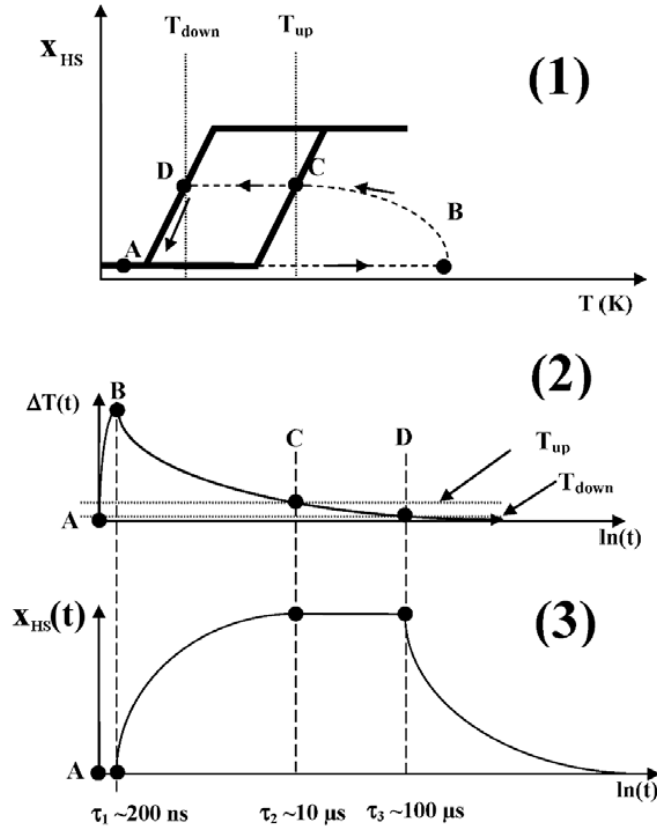 T_down T_up
X_HS (1)
D C
B
A
T (K)
(2)
B
ΔT(t)
C D T_up
T_down
A
ln(t)
X_HS(t) (3)
A
ln(t)
τ₁ ~200 ns τ₂ ~10 μs τ₃ ~100 μs